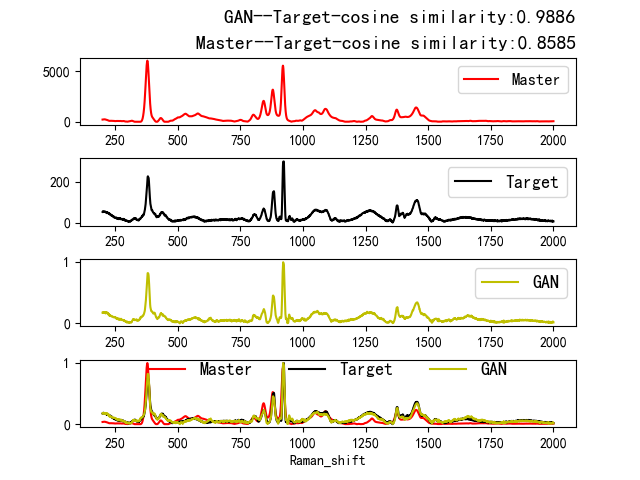 GAN--Target-cosine similarity:0.9886
Master--Target-cosine similarity:0.8585
5000
0
Master
250 500 750 1000 1250 1500 1750 2000
200
0
Target
250 500 750 1000 1250 1500 1750 2000
1
0
GAN
250 500 750 1000 1250 1500 1750 2000
1
0
Master Target GAN
250 500 750 1000 1250 1500 1750 2000
Raman_shift